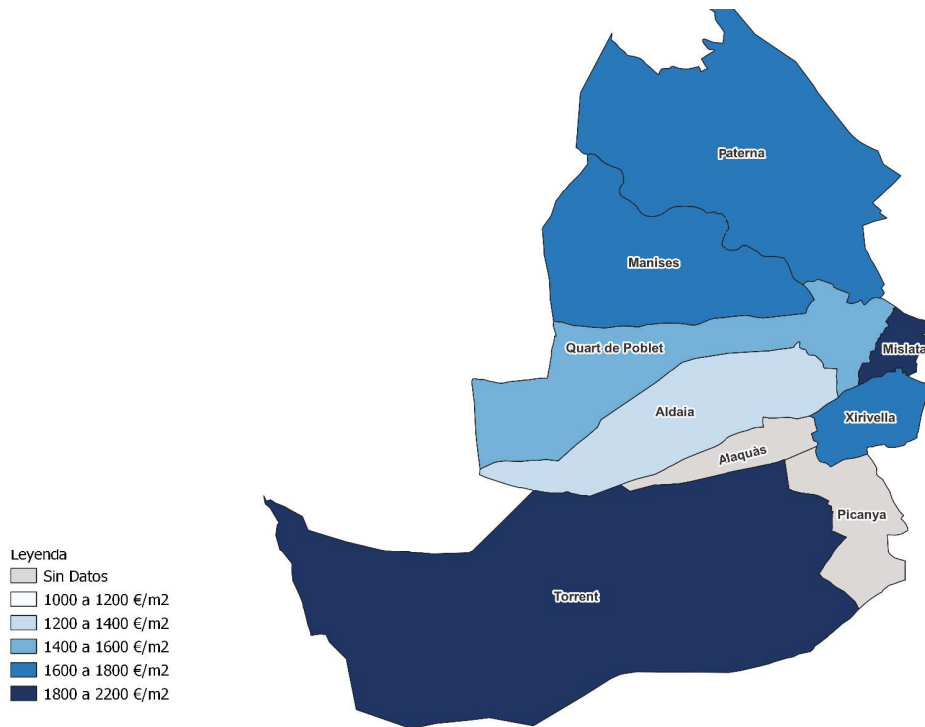 Paterna
Manises
Quart de Poblet
Mislata
Aldaia
Xirivella
Alaquàs
Picanya
Torrent
Leyenda
Sin Datos
1000 a 1200 €/m2
1200 a 1400 €/m2
1400 a 1600 €/m2
1600 a 1800 €/m2
1800 a 2200 €/m2